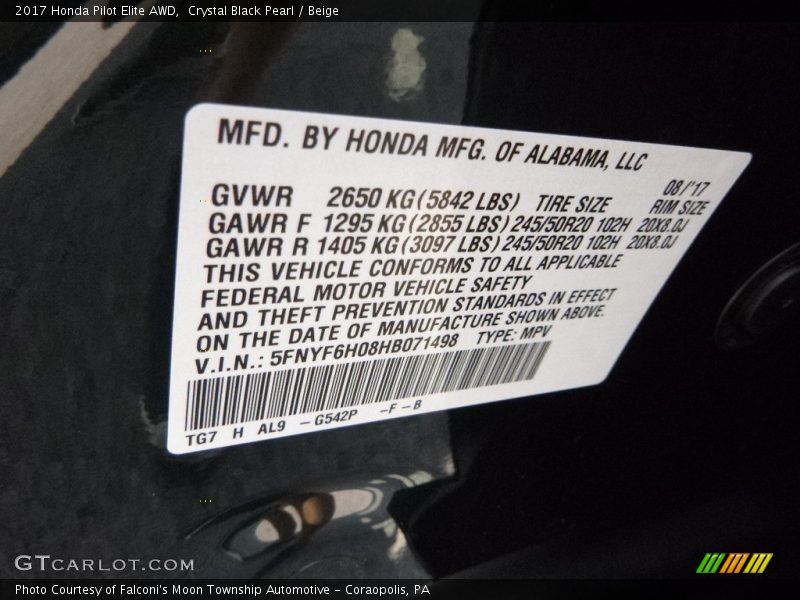 2017 Honda Pilot Elite AWD,  Crystal Black Pearl / Beige
MFD. BY HONDA MFG. OF ALABAMA, LLC
08/'17
GVWR 2650 KG (5842 LBS) TIRE SIZE RIM SIZE
GAWR F 1295 KG (2855 LBS) 245/50R20 102H 20X8.0J
GAWR R 1405 KG (3097 LBS) 245/50R20 102H 20X8.0J
THIS VEHICLE CONFORMS TO ALL APPLICABLE
FEDERAL MOTOR VEHICLE SAFETY
AND THEFT PREVENTION STANDARDS IN EFFECT
ON THE DATE OF MANUFACTURE SHOWN ABOVE.
V.I.N.: 5FNYF6H08HB071498 TYPE: MPV
TG7 H AL9 - G542P - F - B
GTCARLOT.COM
Photo Courtesy of Falconi's Moon Township Automotive - Coraopolis, PA